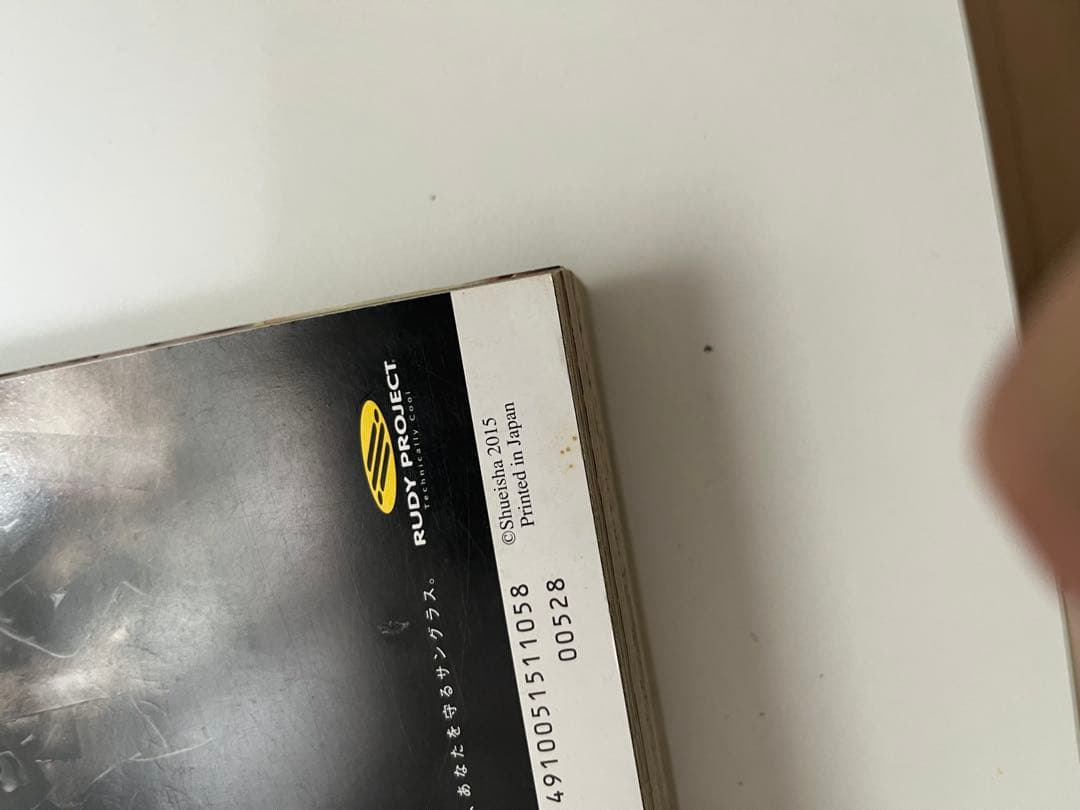 RUDY PROJECT
Technically Cool
、あなたを守るサングラス。
©Shueisha 2015
Printed in Japan
4910051511058
00528